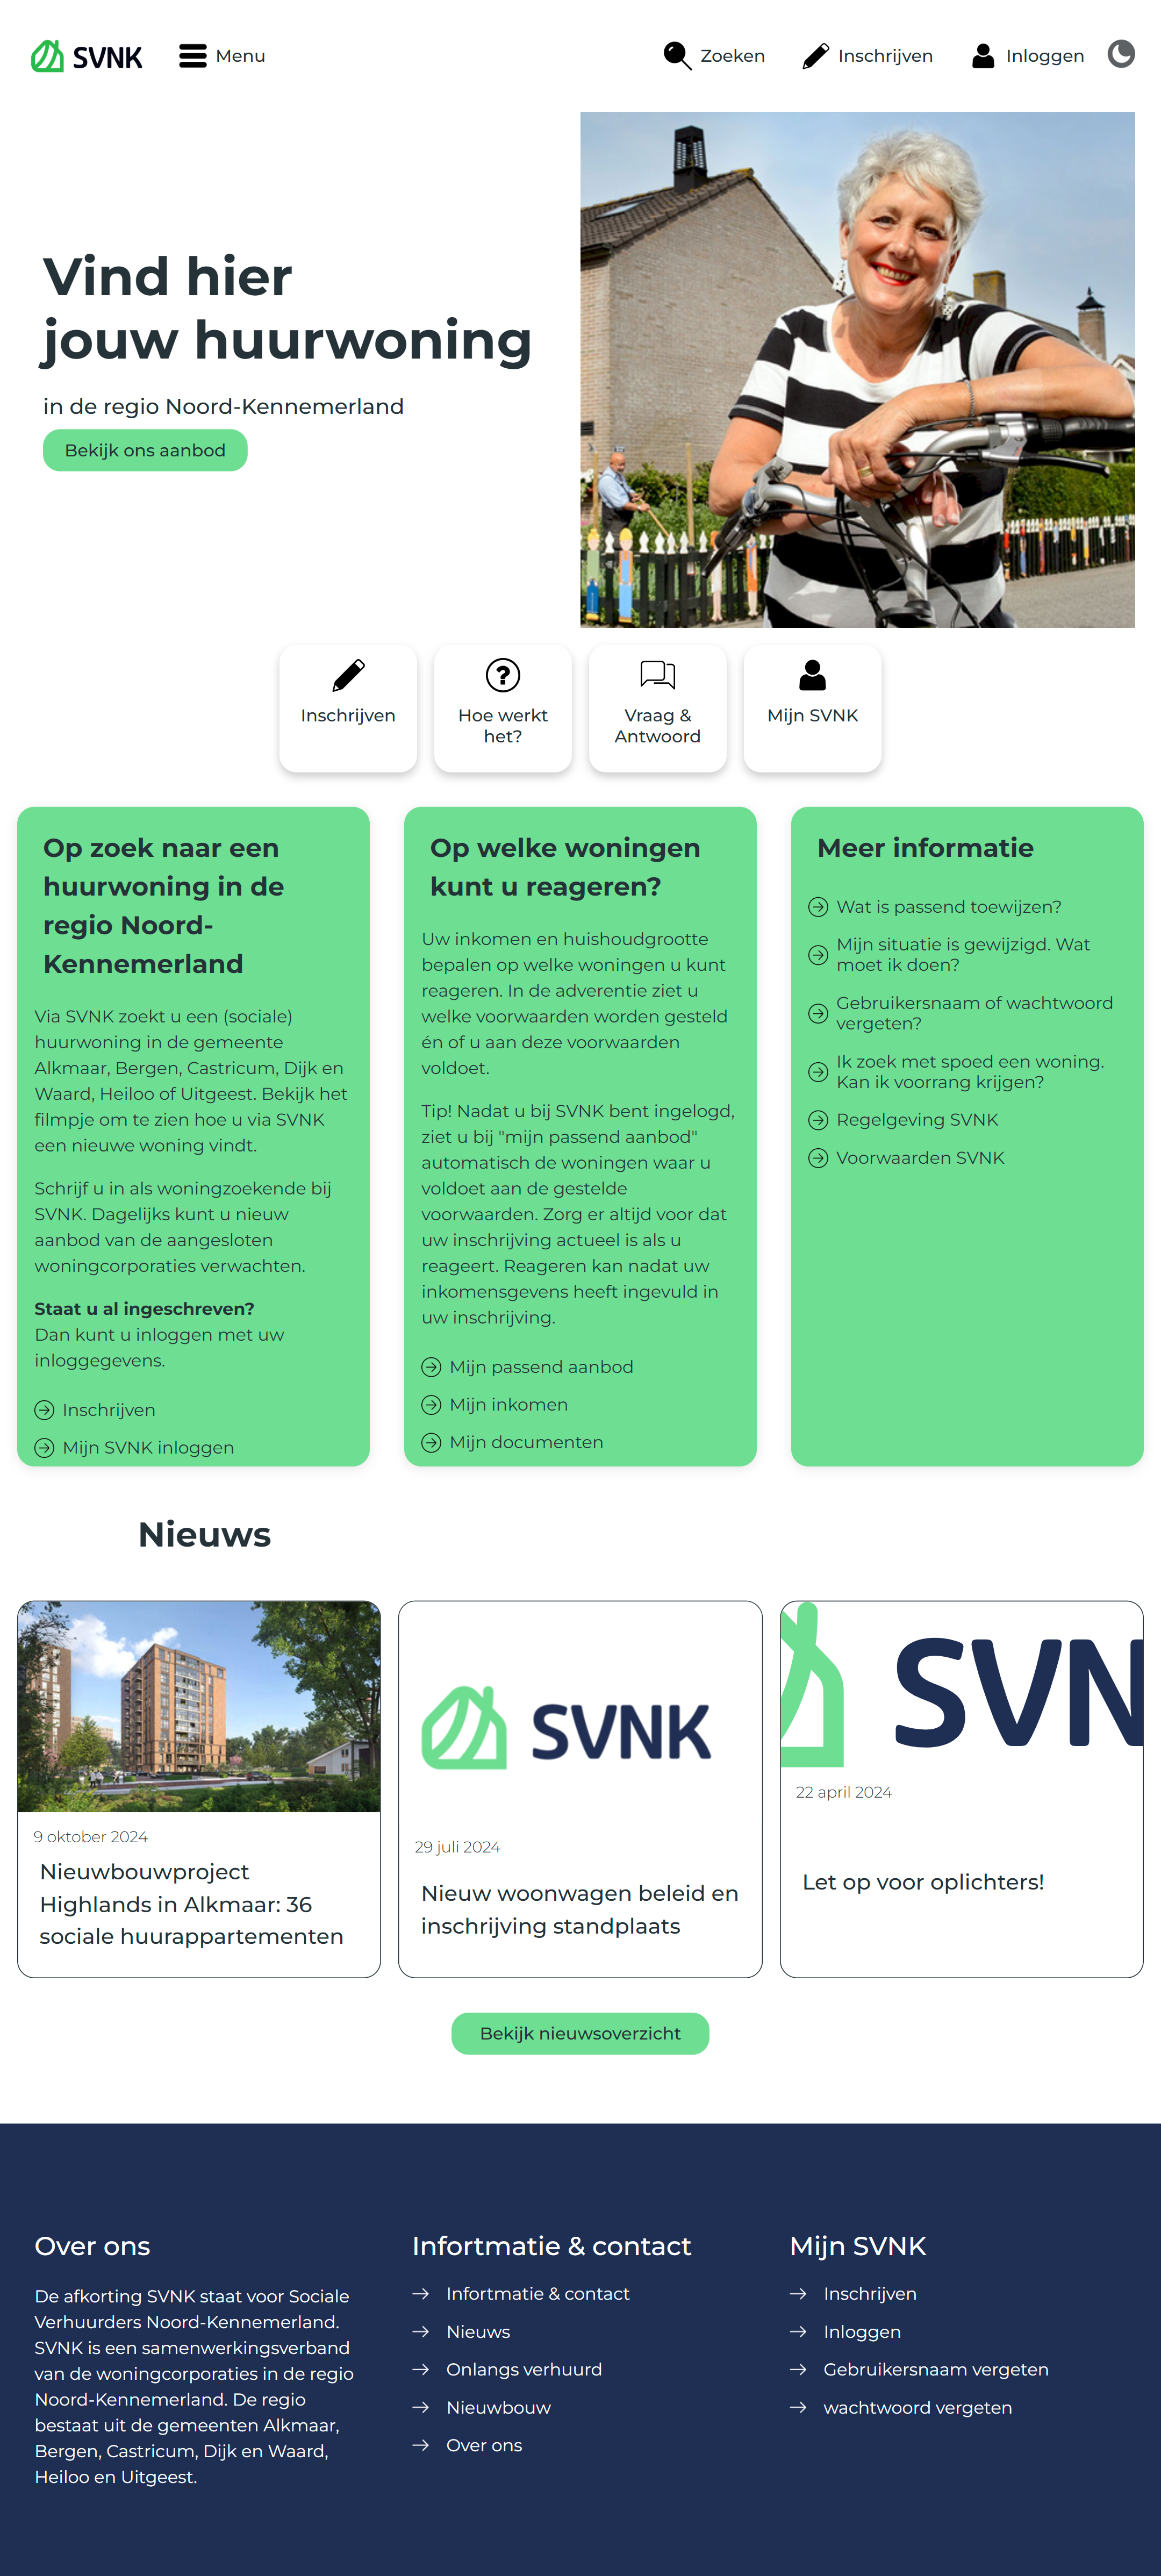 SVNK
Menu
Zoeken
Inschrijven
Inloggen
Vind hier
jouw huurwoning
in de regio Noord-Kennemerland
Bekijk ons aanbod
Inschrijven
Hoe werkt
het?
Vraag &
Antwoord
Mijn SVNK
Op zoek naar een
huurwoning in de
regio Noord-
Kennemerland
Via SVNK zoekt u een (sociale)
huurwoning in de gemeente
Alkmaar, Bergen, Castricum, Dijk en
Waard, Heiloo of Uitgeest. Bekijk het
filmpje om te zien hoe u via SVNK
een nieuwe woning vindt.
Schrijf u in als woningzoekende bij
SVNK. Dagelijks kunt u nieuw
aanbod van de aangesloten
woningcorporaties verwachten.
Staat u al ingeschreven?
Dan kunt u inloggen met uw
inloggegevens.
Inschrijven
Mijn SVNK inloggen
Op welke woningen
kunt u reageren?
Uw inkomen en huishoudgrootte
bepalen op welke woningen u kunt
reageren. In de adverentie ziet u
welke voorwaarden worden gesteld
én of u aan deze voorwaarden
voldoet.
Tip! Nadat u bij SVNK bent ingelogd,
ziet u bij "mijn passend aanbod"
automatisch de woningen waar u
voldoet aan de gestelde
voorwaarden. Zorg er altijd voor dat
uw inschrijving actueel is als u
reageert. Reageren kan nadat uw
inkomensgevens heeft ingevuld in
uw inschrijving.
Mijn passend aanbod
Mijn inkomen
Mijn documenten
Meer informatie
Wat is passend toewijzen?
Mijn situatie is gewijzigd. Wat
moet ik doen?
Gebruikersnaam of wachtwoord
vergeten?
Ik zoek met spoed een woning.
Kan ik voorrang krijgen?
Regelgeving SVNK
Voorwaarden SVNK
Nieuws
9 oktober 2024
Nieuwbouwproject
Highlands in Alkmaar: 36
sociale huurappartementen
SVNK
29 juli 2024
Nieuw woonwagen beleid en
inschrijving standplaats
SVN
22 april 2024
Let op voor oplichters!
Bekijk nieuwsoverzicht
Over ons
De afkorting SVNK staat voor Sociale
Verhuurders Noord-Kennemerland.
SVNK is een samenwerkingsverband
van de woningcorporaties in de regio
Noord-Kennemerland. De regio
bestaat uit de gemeenten Alkmaar,
Bergen, Castricum, Dijk en Waard,
Heiloo en Uitgeest.
Infortmatie & contact
Infortmatie & contact
Nieuws
Onlangs verhuurd
Nieuwbouw
Over ons
Mijn SVNK
Inschrijven
Inloggen
Gebruikersnaam vergeten
wachtwoord vergeten